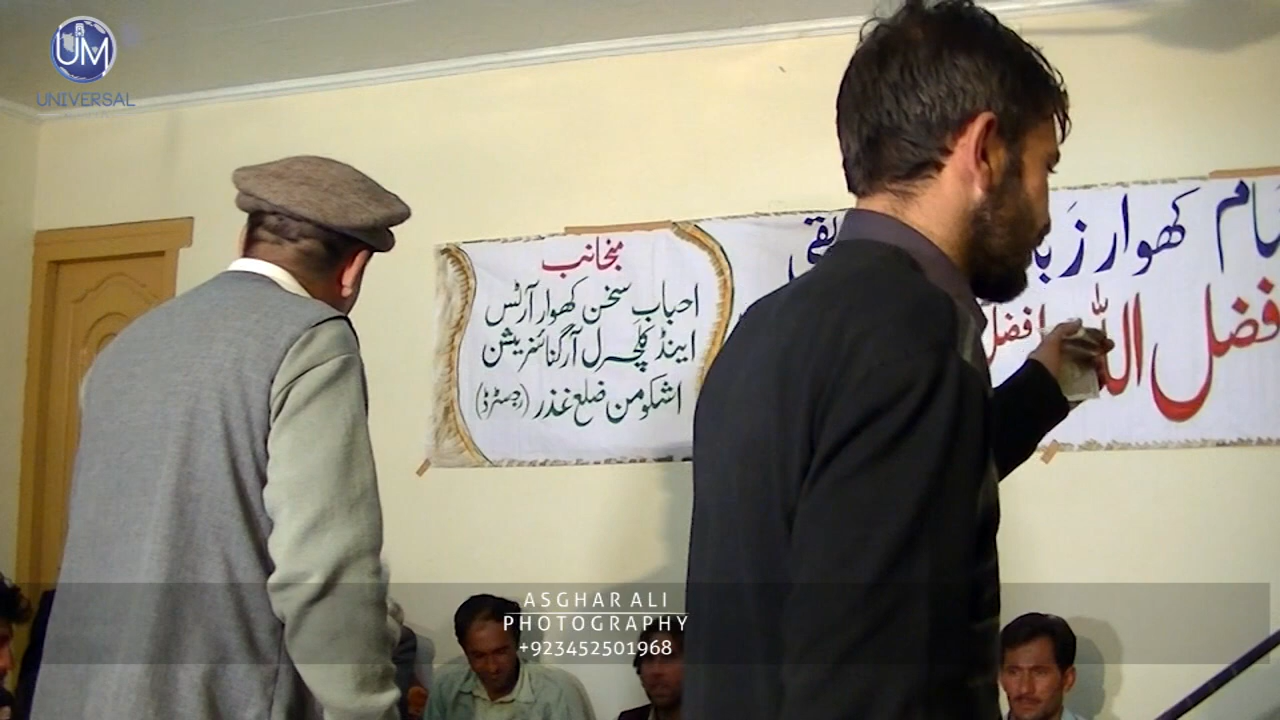 UM
UNIVERSAL
منجانب
احباب سخن کھوار آرٹس
اینڈ کلچرل آرگنائزیشن
اشکومن ضلع غذر (رجسٹرڈ)
کھوار
فضل اللہ افضل
ASGHAR ALI
PHOTOGRAPHY
+923452501968